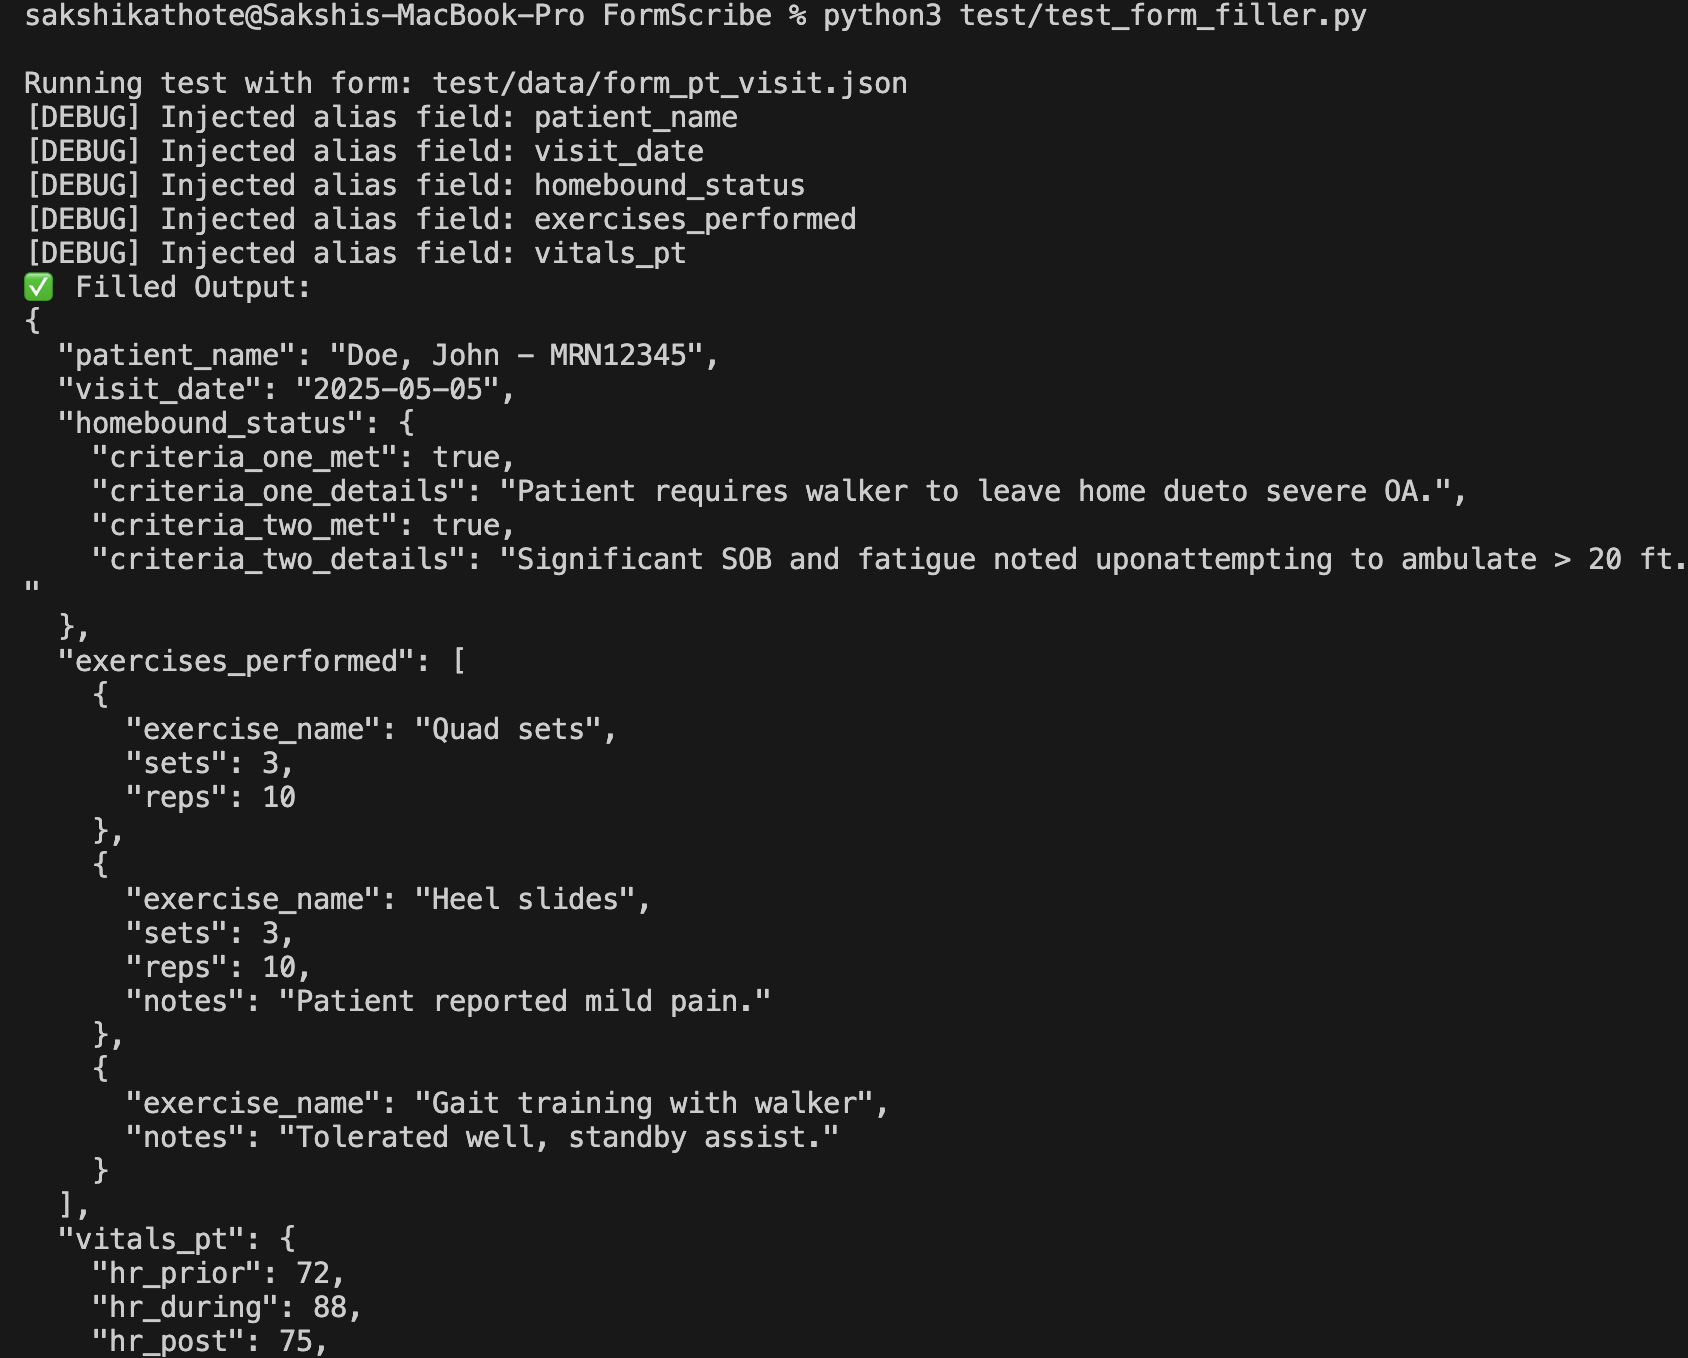 sakshikathote@Sakshis-MacBook-Pro FormScribe % python3 test/test_form_filler.py
Running test with form: test/data/form_pt_visit.json
[DEBUG] Injected alias field: patient_name
[DEBUG] Injected alias field: visit_date
[DEBUG] Injected alias field: homebound_status
[DEBUG] Injected alias field: exercises_performed
[DEBUG] Injected alias field: vitals_pt
✅ Filled Output:
{
  "patient_name": "Doe, John – MRN12345",
  "visit_date": "2025-05-05",
  "homebound_status": {
    "criteria_one_met": true,
    "criteria_one_details": "Patient requires walker to leave home dueto severe OA.",
    "criteria_two_met": true,
    "criteria_two_details": "Significant SOB and fatigue noted uponattempting to ambulate > 20 ft.
"
  },
  "exercises_performed": [
    {
      "exercise_name": "Quad sets",
      "sets": 3,
      "reps": 10
    },
    {
      "exercise_name": "Heel slides",
      "sets": 3,
      "reps": 10,
      "notes": "Patient reported mild pain."
    },
    {
      "exercise_name": "Gait training with walker",
      "notes": "Tolerated well, standby assist."
    }
  ],
  "vitals_pt": {
    "hr_prior": 72,
    "hr_during": 88,
    "hr_post": 75,